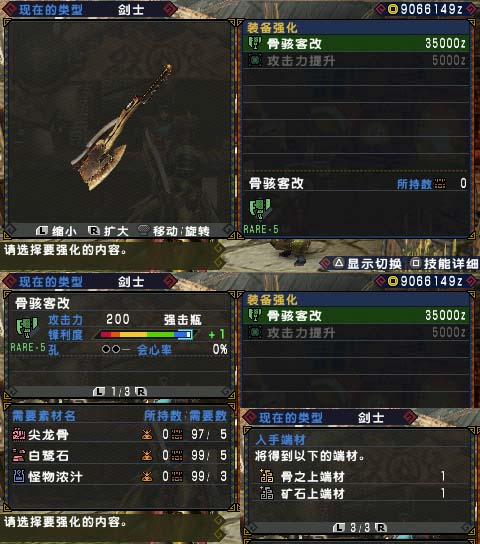 现在的类型 剑士
9066149z
装备强化
骨骸客改 35000z
攻击力提升 5000z
骨骸客改 所持数 0
RARE-5
L 缩小 R 扩大 移动/旋转
请选择要强化的内容。
△显示切换 □技能详细
现在的类型 剑士
9066149z
骨骸客改
RARE-5
攻击力 200 强击瓶
锋利度 +1
孔 ●●— 会心率 0%
L 1/3 R
装备强化
骨骸客改 35000z
攻击力提升 5000z
需要素材名 所持数/需要数
尖龙骨 0 97/ 5
白鹭石 0 99/ 5
怪物浓汁 0 99/ 3
请选择要强化的内容。
现在的类型 剑士
入手端材
将得到以下的端材。
骨之上端材 1
矿石上端材 1
L 3/3 R